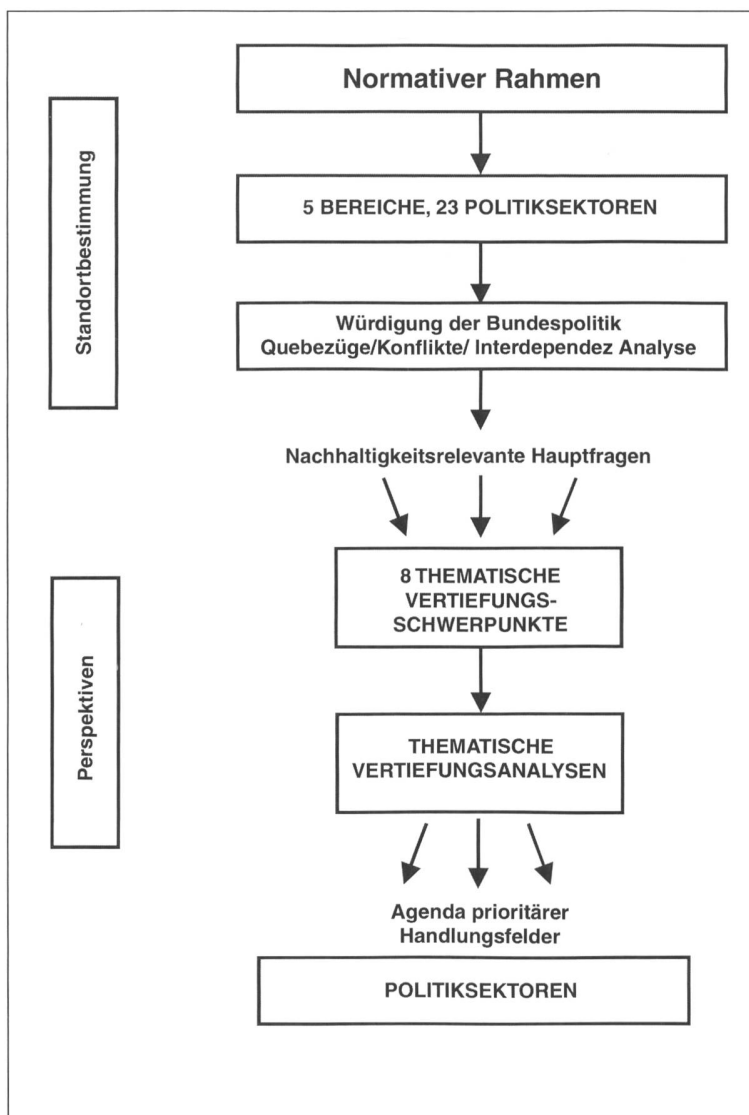 Normativer Rahmen
Standortbestimmung
5 BEREICHE, 23 POLITIKSEKTOREN
Würdigung der Bundespolitik
Quebezüge/Konflikte/ Interdependez Analyse
Nachhaltigkeitsrelevante Hauptfragen
8 THEMATISCHE
VERTIEFUNGS-
SCHWERPUNKTE
Perspektiven
THEMATISCHE
VERTIEFUNGSANALYSEN
Agenda prioritärer
Handlungsfelder
POLITIKSEKTOREN